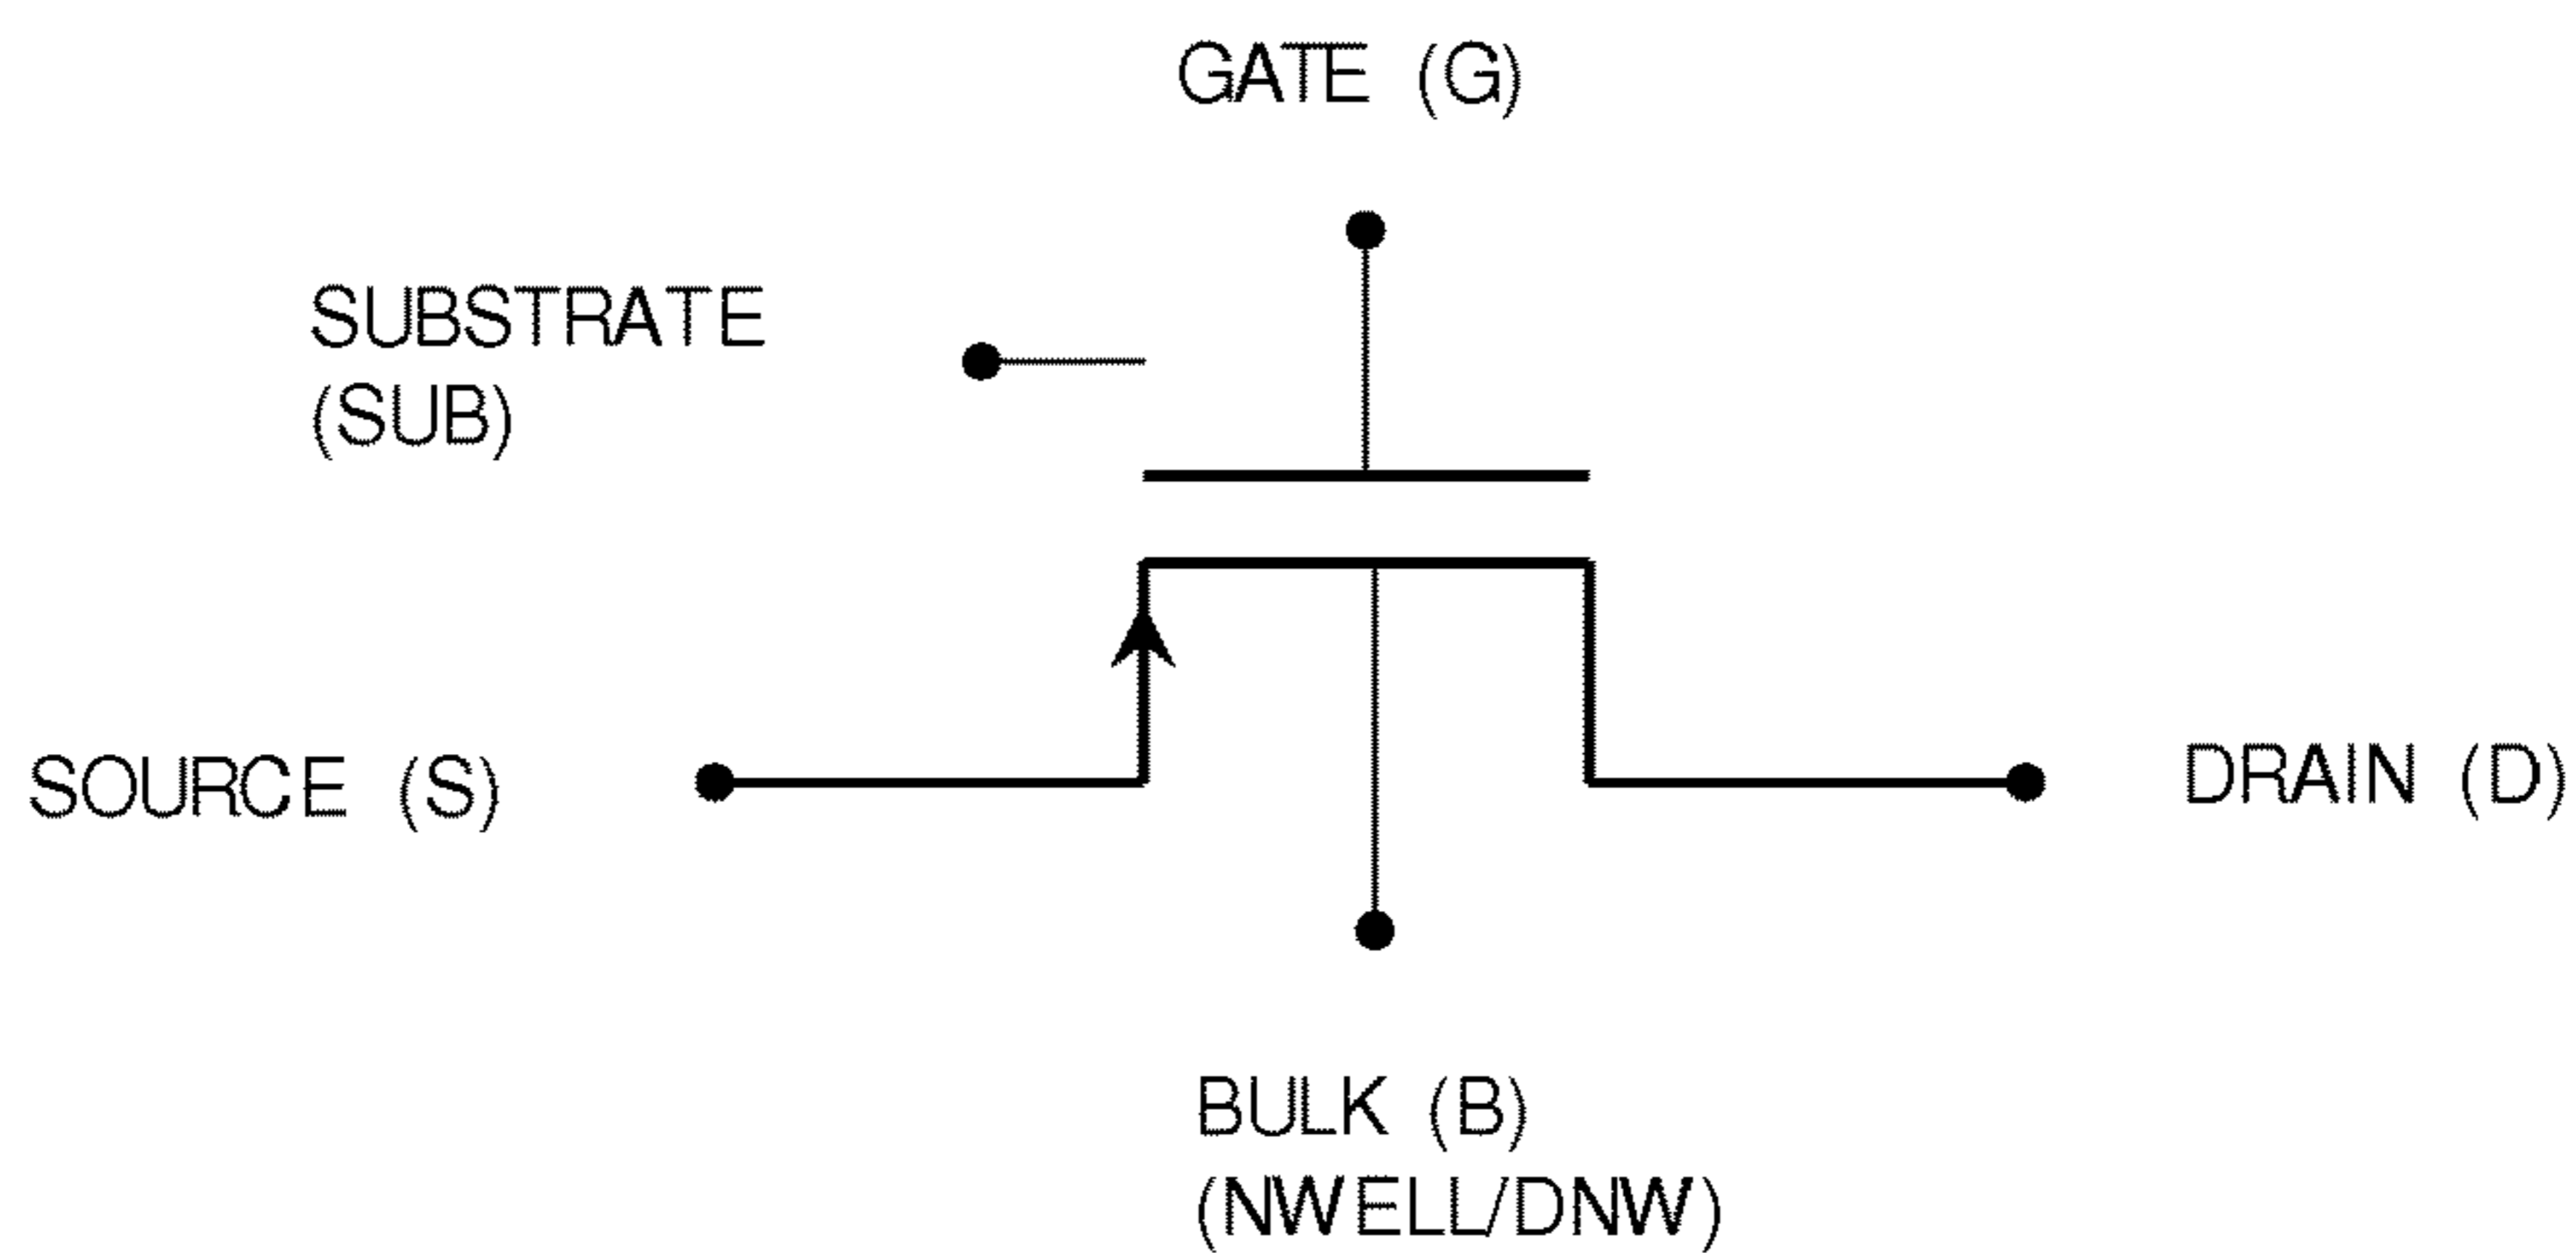 GATE (G)
SUBSTRATE
(SUB)
SOURCE (S)
DRAIN (D)
BULK (B)
(NWELL/DNW)